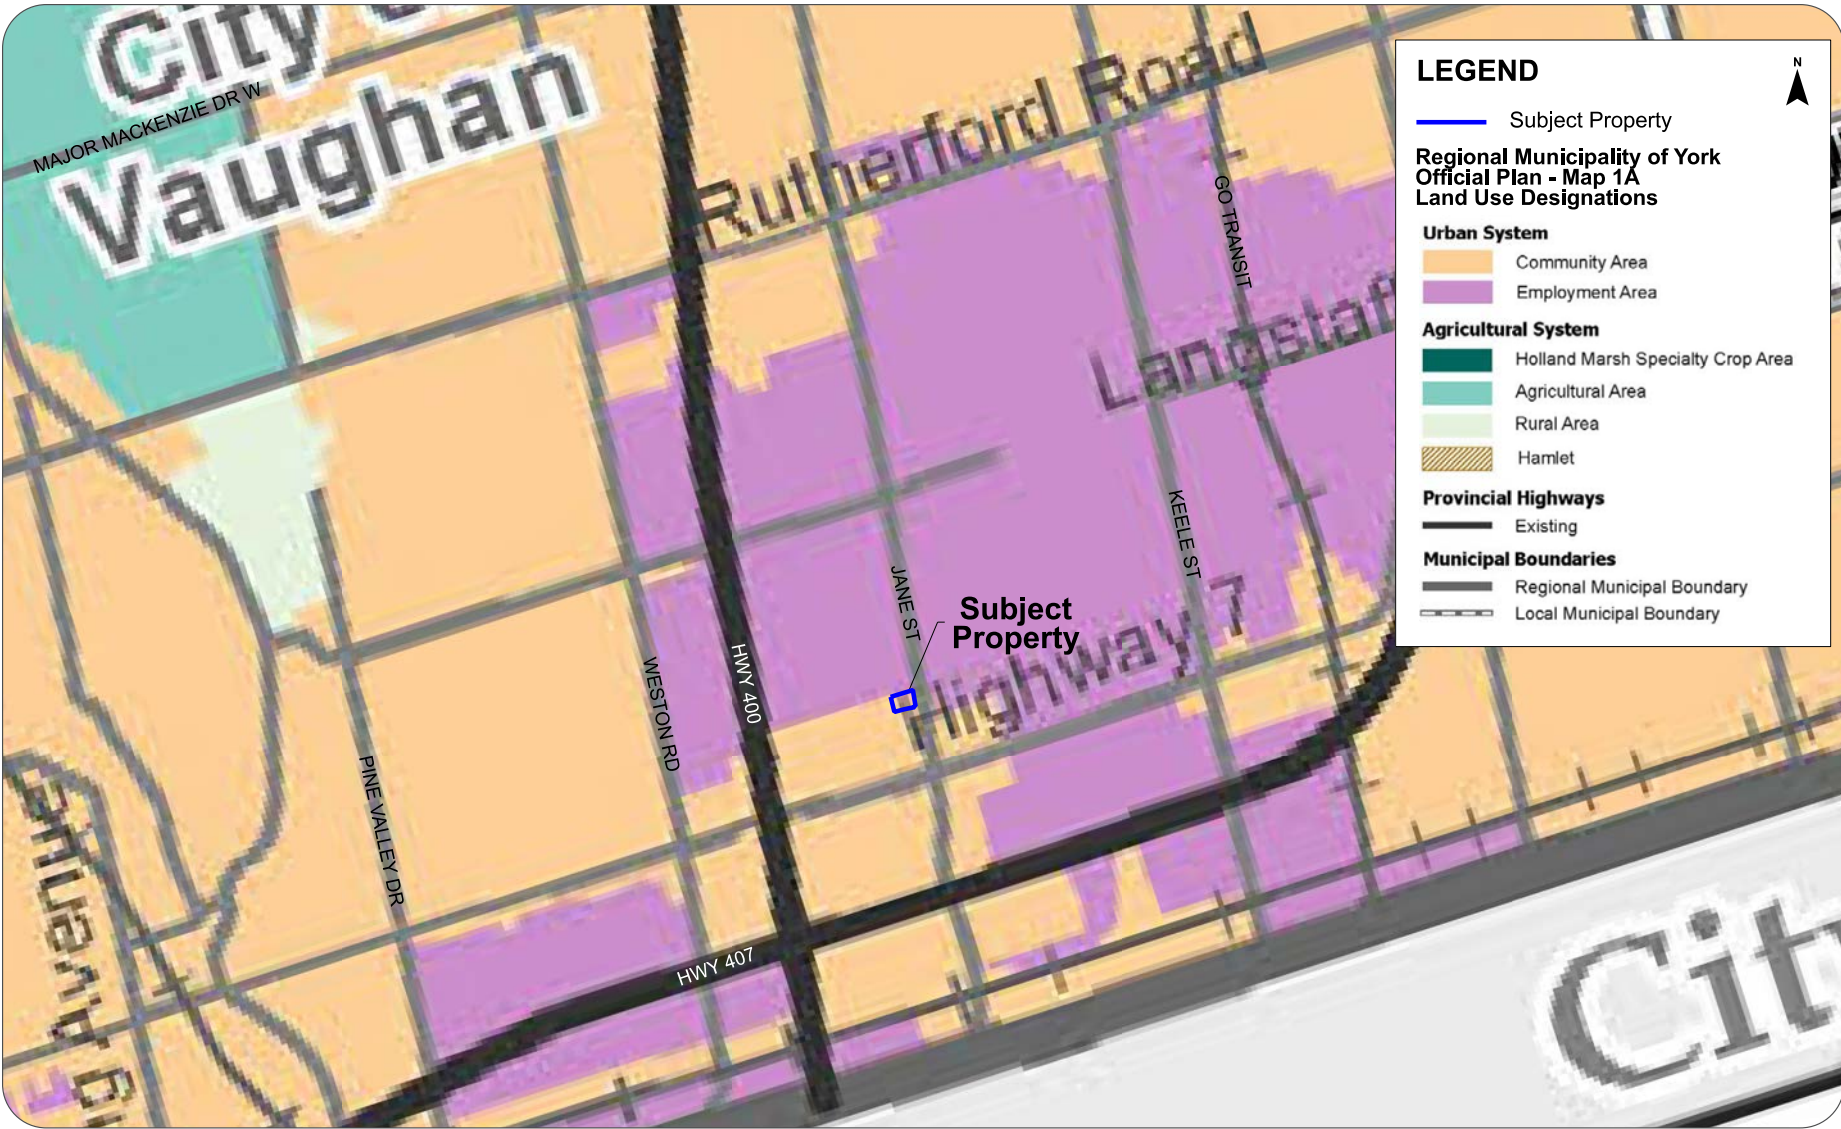 City
Vaughan
MAJOR MACKENZIE DR W
Rutherford Road
GO TRANSIT
KEELE ST
JANE ST
Subject
Property
Highway 7
HWY 400
WESTON RD
PINE VALLEY DR
HWY 407
LEGEND
N
Subject Property
Regional Municipality of York
Official Plan - Map 1A
Land Use Designations
Urban System
Community Area
Employment Area
Agricultural System
Holland Marsh Specialty Crop Area
Agricultural Area
Rural Area
Hamlet
Provincial Highways
Existing
Municipal Boundaries
Regional Municipal Boundary
Local Municipal Boundary